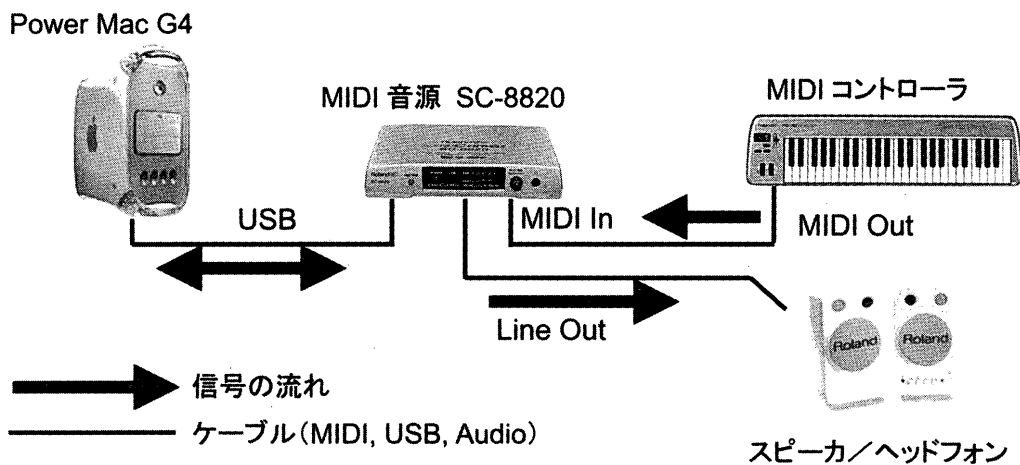 Power Mac G4
MIDI 音源 SC-8820
MIDI コントローラ
USB
MIDI In
MIDI Out
Line Out
Roland
Roland
信号の流れ
ケーブル(MIDI, USB, Audio)
スピーカ/ヘッドフォン